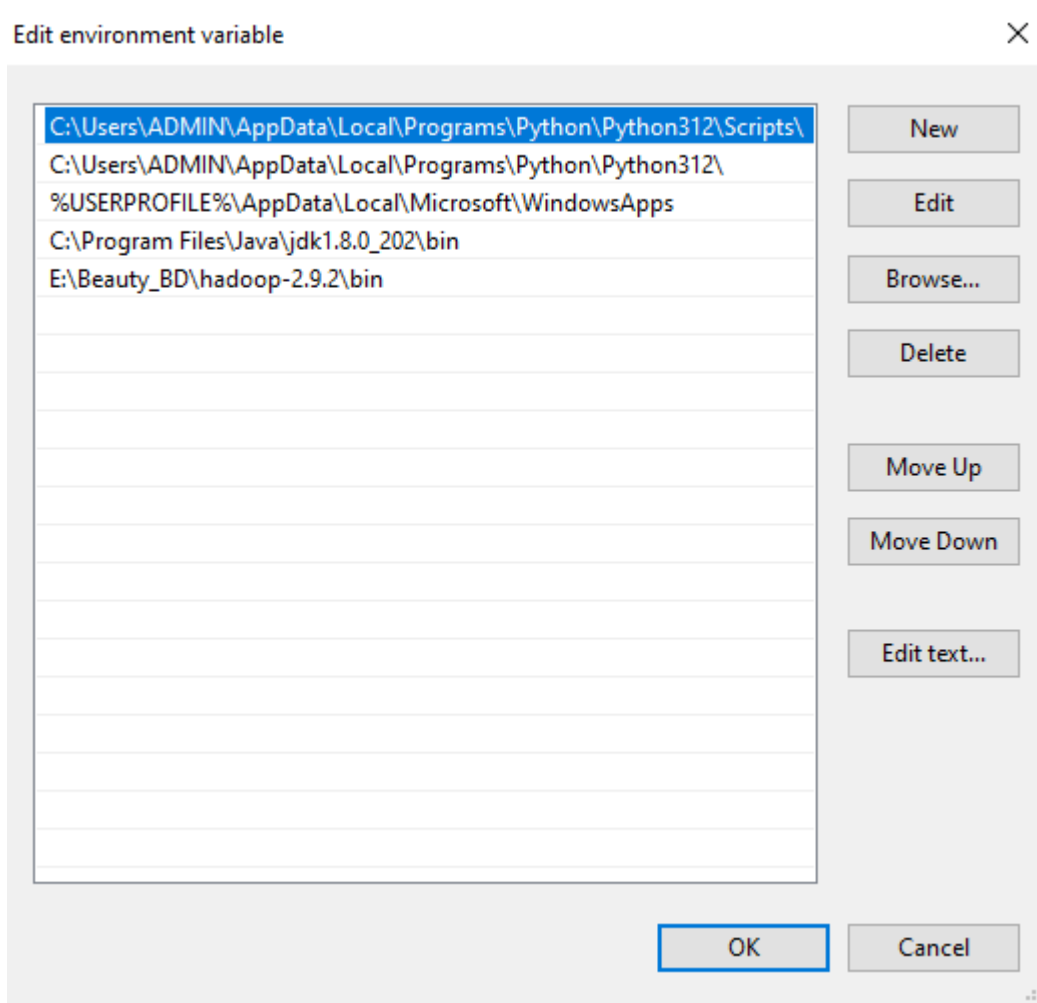 Edit environment variable
C:\Users\ADMIN\AppData\Local\Programs\Python\Python312\Scripts\
C:\Users\ADMIN\AppData\Local\Programs\Python\Python312\
%USERPROFILE%\AppData\Local\Microsoft\WindowsApps
C:\Program Files\Java\jdk1.8.0_202\bin
E:\Beauty_BD\hadoop-2.9.2\bin
New
Edit
Browse...
Delete
Move Up
Move Down
Edit text...
OK
Cancel